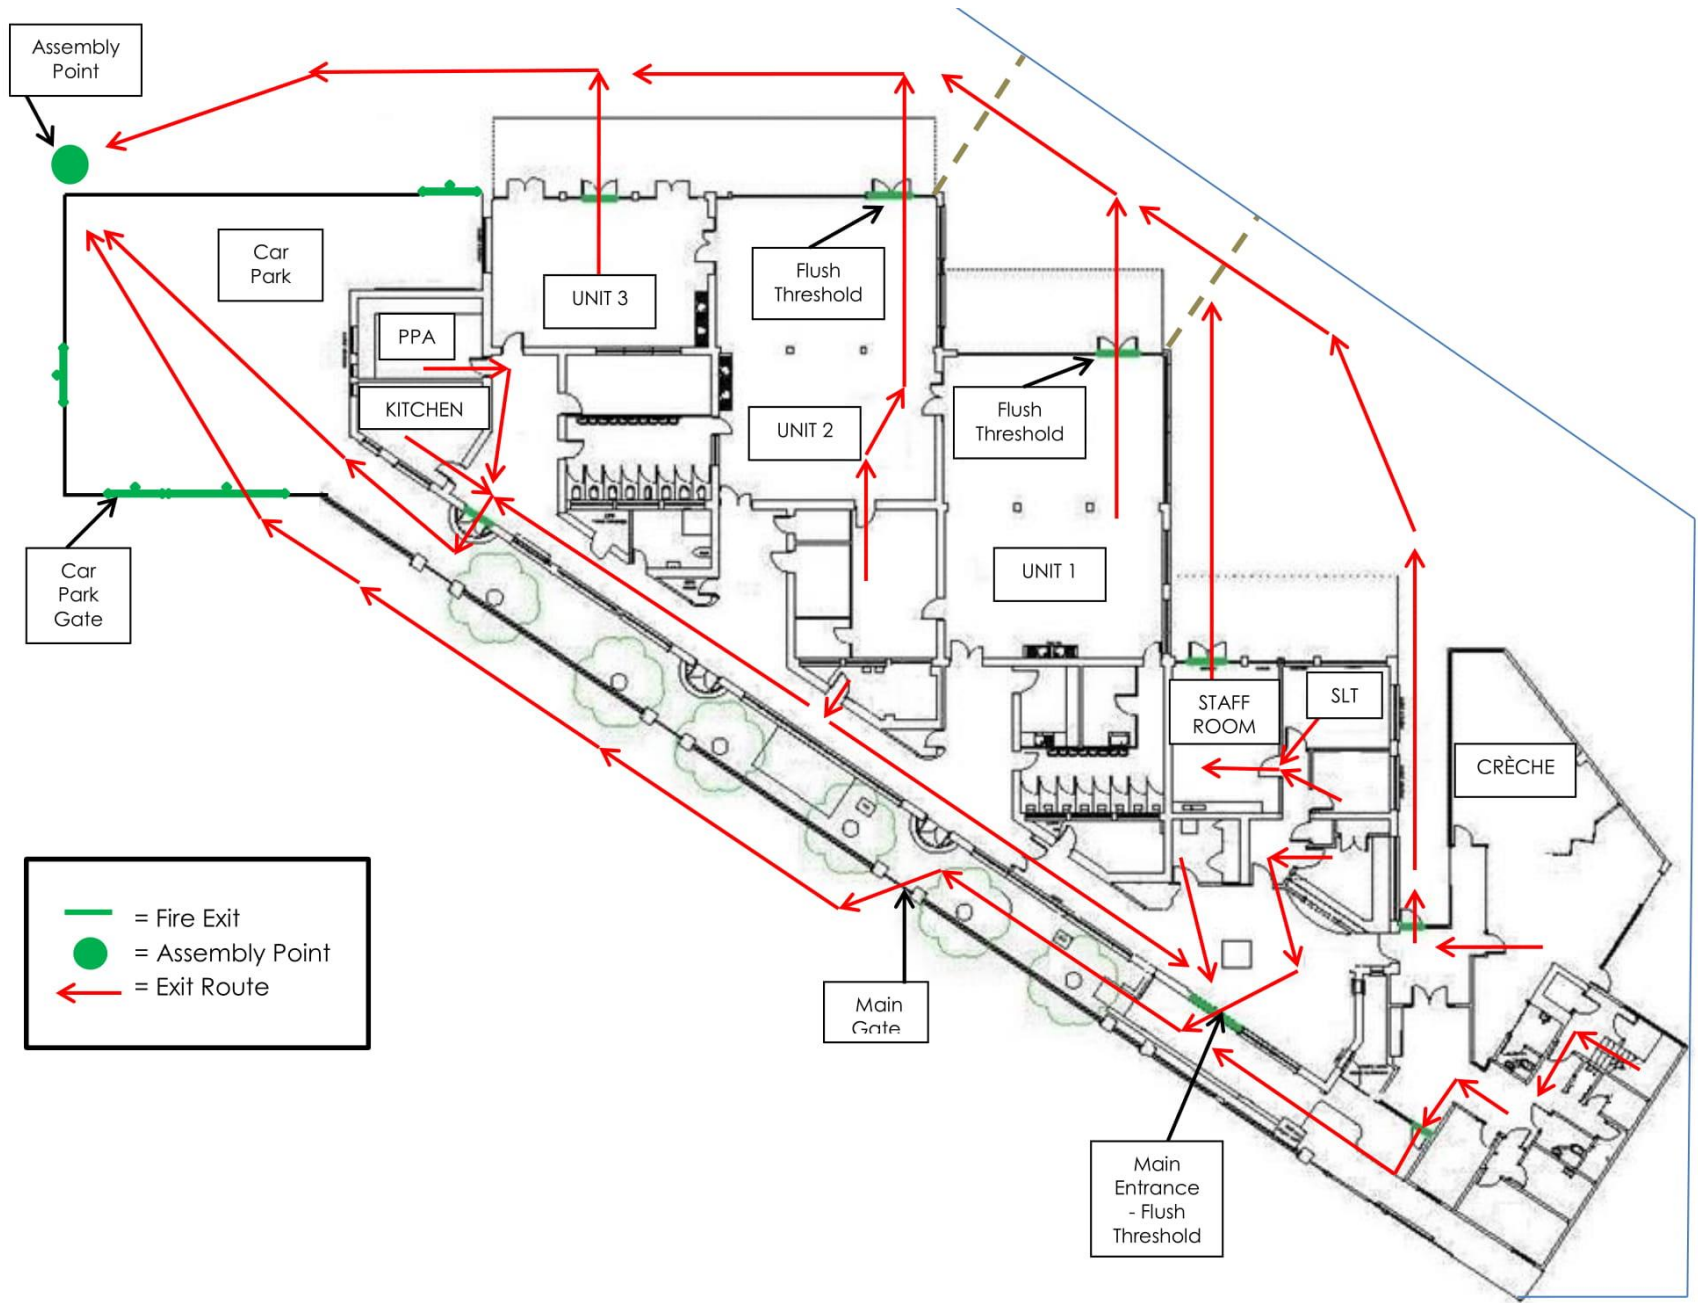 Assembly
Point
Car
Park
UNIT 3
Flush
Threshold
PPA
KITCHEN
UNIT 2
Flush
Threshold
UNIT 1
Car
Park
Gate
STAFF
ROOM
SLT
CRÈCHE
= Fire Exit
= Assembly Point
= Exit Route
Main
Gate
Main
Entrance
- Flush
Threshold